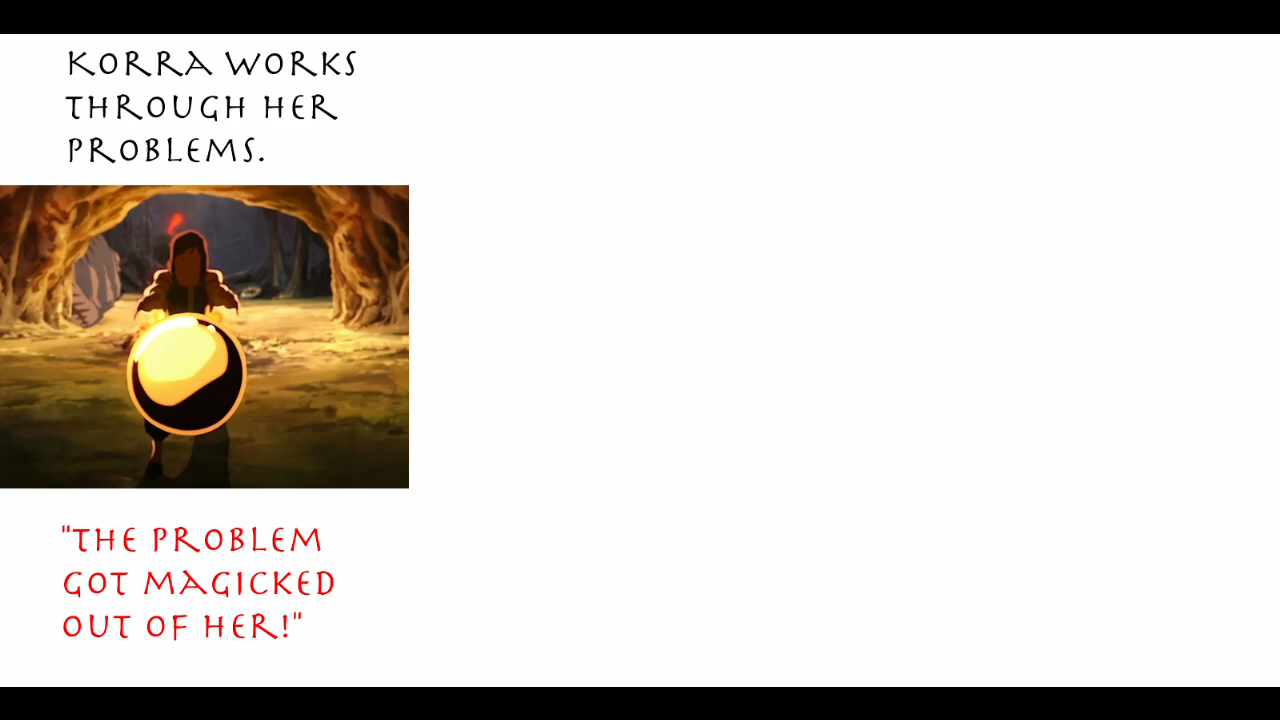 KORRA WORKS
THROUGH HER
PROBLEMS.
"THE PROBLEM
GOT MAGICKED
OUT OF HER!"